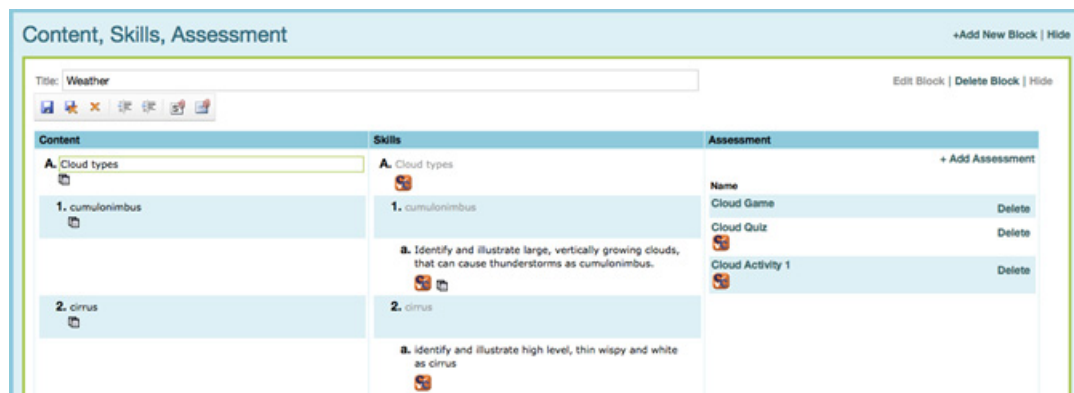 Content, Skills, Assessment
+Add New Block | Hide
Title: Weather
Edit Block | Delete Block | Hide
Content
Skills
Assessment
A. Cloud types
A. Cloud types
+ Add Assessment
Name
1. cumulonimbus
1. cumulonimbus
Cloud Game
Delete
Cloud Quiz
Delete
a. Identify and illustrate large, vertically growing clouds,
that can cause thunderstorms as cumulonimbus.
Cloud Activity 1
Delete
2. cirrus
2. cirrus
a. identify and illustrate high level, thin wispy and white
as cirrus